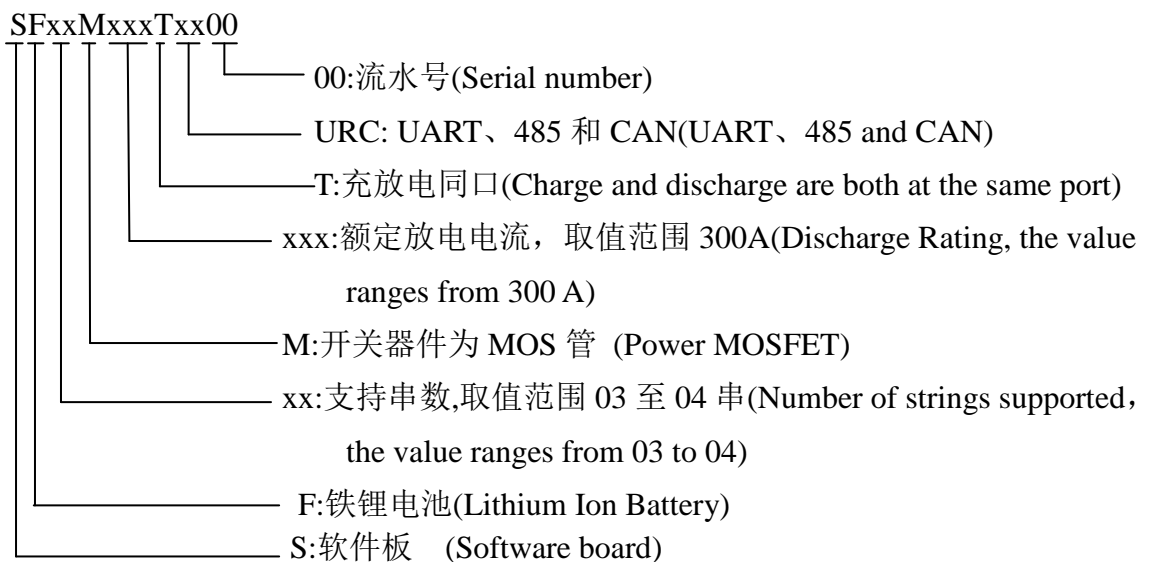 SFxxMxxxTxx00
00:流水号(Serial number)
URC: UART、485 和 CAN(UART、485 and CAN)
T:充放电同口(Charge and discharge are both at the same port)
xxx:额定放电电流，取值范围 300A(Discharge Rating, the value
ranges from 300 A)
M:开关器件为 MOS 管 (Power MOSFET)
xx:支持串数,取值范围 03 至 04 串(Number of strings supported，
the value ranges from 03 to 04)
F:铁锂电池(Lithium Ion Battery)
S:软件板 (Software board)